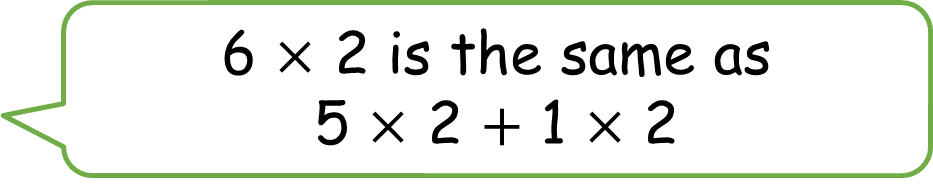 6 × 2 is the same as
5 × 2 + 1 × 2